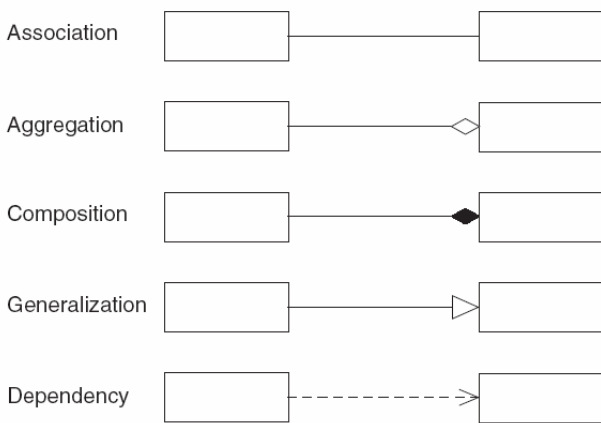 Association
Aggregation
Composition
Generalization
Dependency